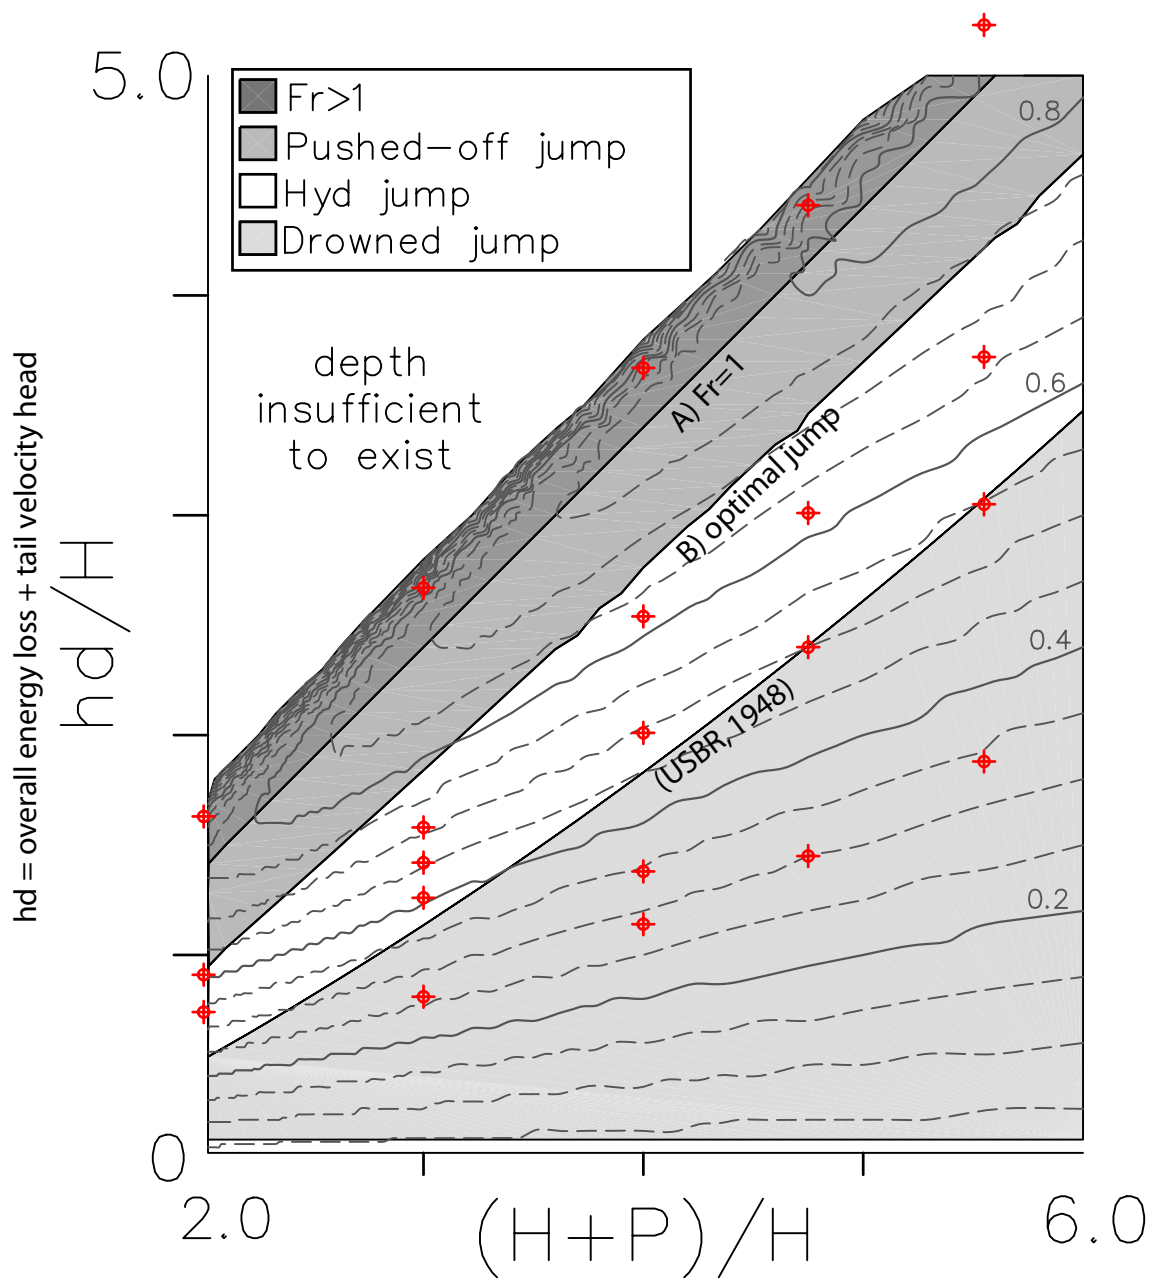 5.0
Fr>1
Pushed-off jump
Hyd jump
Drowned jump
0.8
depth
insufficient
to exist
A) Fr=1
0.6
B) optimal jump
hd = overall energy loss + tail velocity head
hd/H
0.4
(USBR, 1948)
0.2
0
2.0
(H+P)/H
6.0